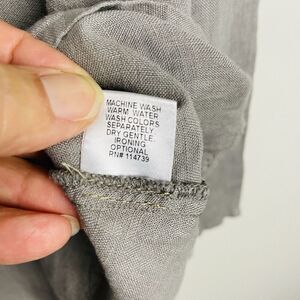 MACHINE WASH
WARM WATER
WASH COLORS
SEPARATELY
DRY GENTLE.
IRONING
OPTIONAL
RN# 114739